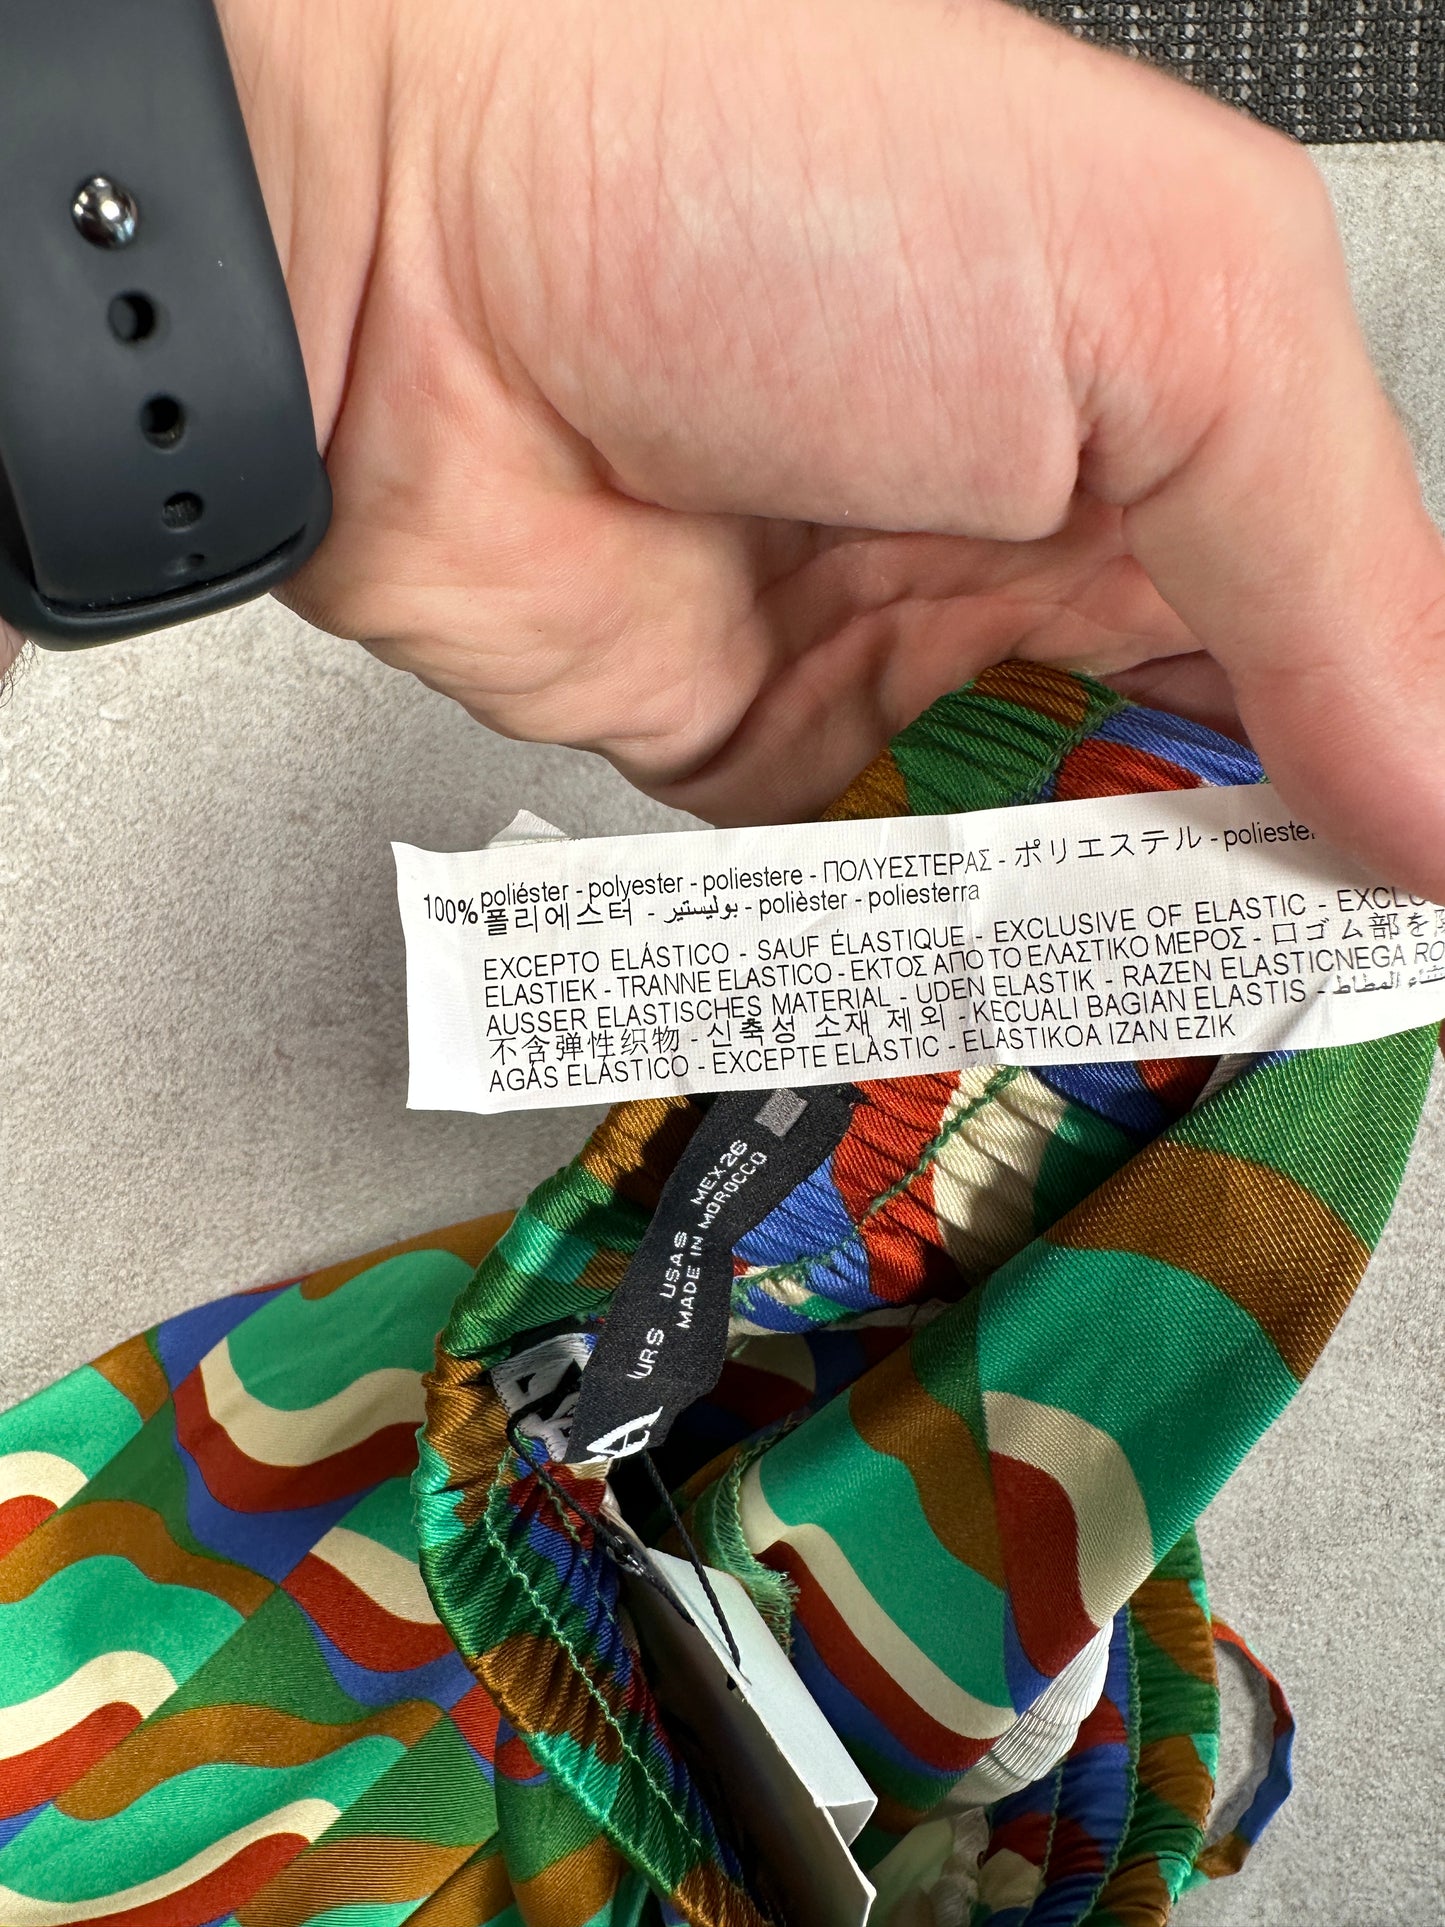 100% poliéster - polyester - poliestere - ΠΟΛΥΕΣΤΕΡΑΣ - ポリエステル -
폴리에스터 - بوليستير - polièster - poliesterra
EXCEPTO ELÁSTICO - SAUF ÉLASTIQUE - EXCLUSIVE OF ELASTIC -
ELASTIEK - TRANNE ELASTICO - ΕΚΤΟΣ ΑΠΟ ΤΟ ΕΛΑΣΤΙΚΟ ΜΕΡΟΣ - 口ゴム部を
AUSSER ELASTISCHES MATERIAL - UDEN ELASTIK - RAZEN ELASTICNEGA
不含弹性织物 - 신축성 소재 제외 - KECUALI BAGIAN ELASTIS -
AGÁS ELÁSTICO - EXCEPTE ELÀSTIC - ELASTIKOA IZAN EZIK
EUR S USA S MEX 26
MADE IN MOROCCO